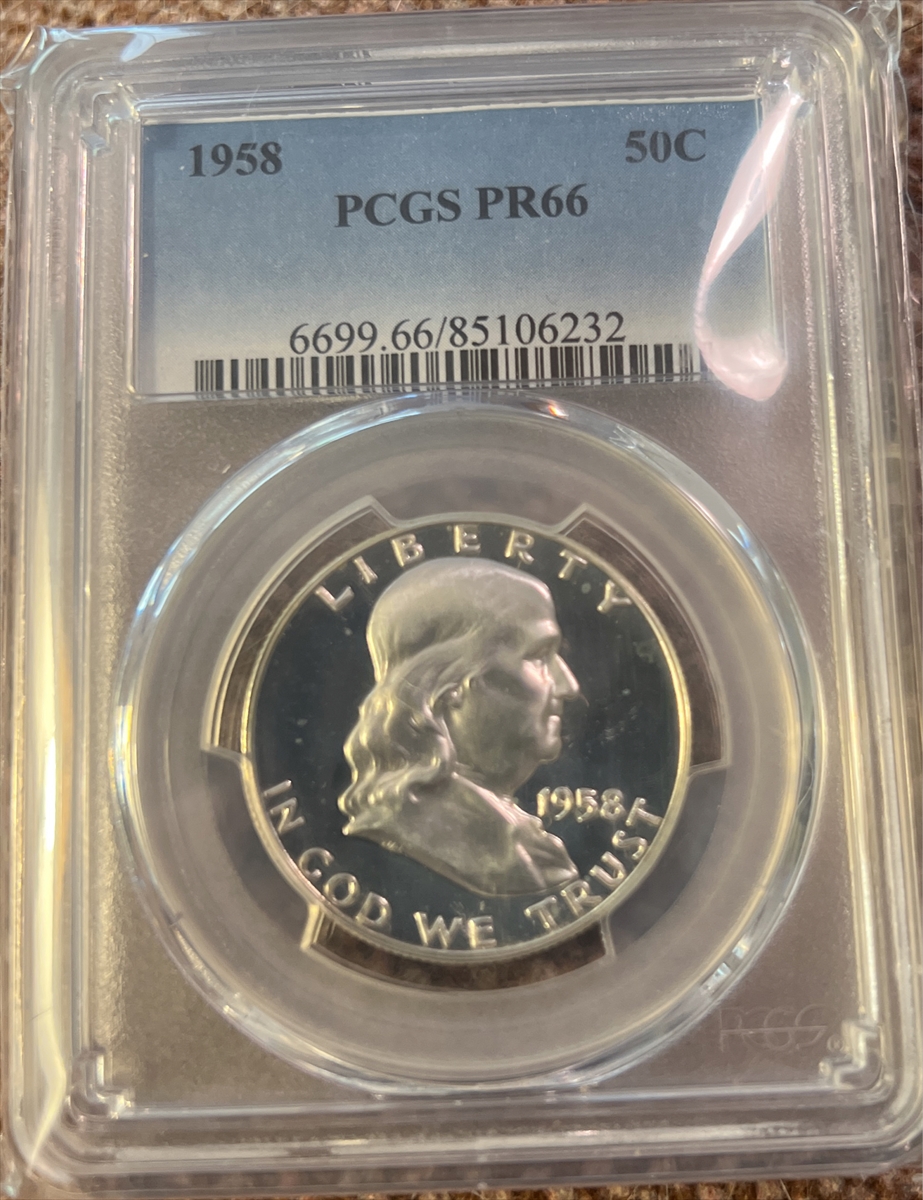 1958 50C
PCGS PR66
6699.66/85106232
LIBERTY
1958
IN GOD WE TRUST
PCGS